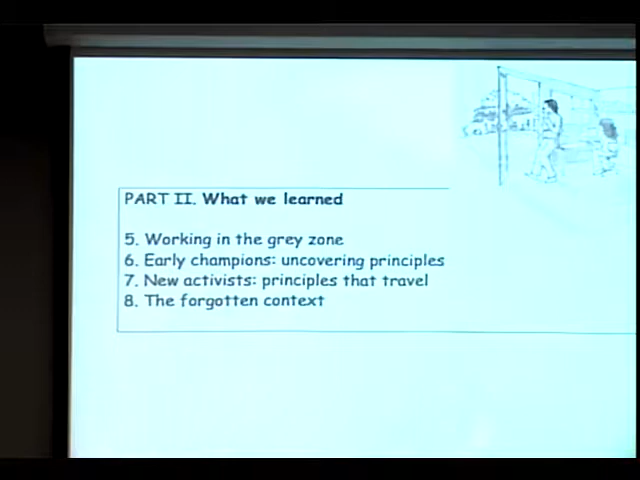 PART II. What we learned
5. Working in the grey zone
6. Early champions: uncovering principles
7. New activists: principles that travel
8. The forgotten context